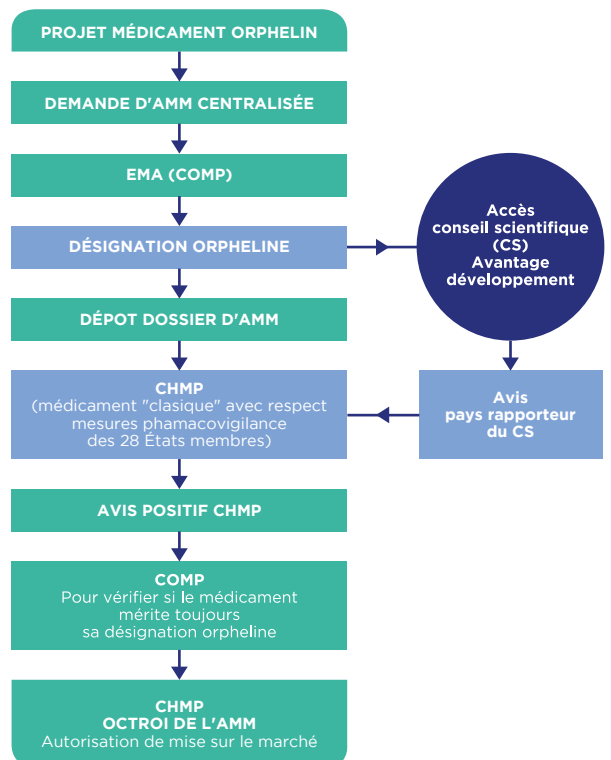 PROJET MÉDICAMENT ORPHELIN
DEMANDE D'AMM CENTRALISÉE
EMA (COMP)
DÉSIGNATION ORPHELINE
Accès
conseil scientifique
(CS)
Avantage
développement
DÉPOT DOSSIER D'AMM
CHMP
(médicament "clasique" avec respect
mesures phamacovigilance
des 28 États membres)
Avis
pays rapporteur
du CS
AVIS POSITIF CHMP
COMP
Pour vérifier si le médicament
mérite toujours
sa désignation orpheline
CHMP
OCTROI DE L'AMM
Autorisation de mise sur le marché